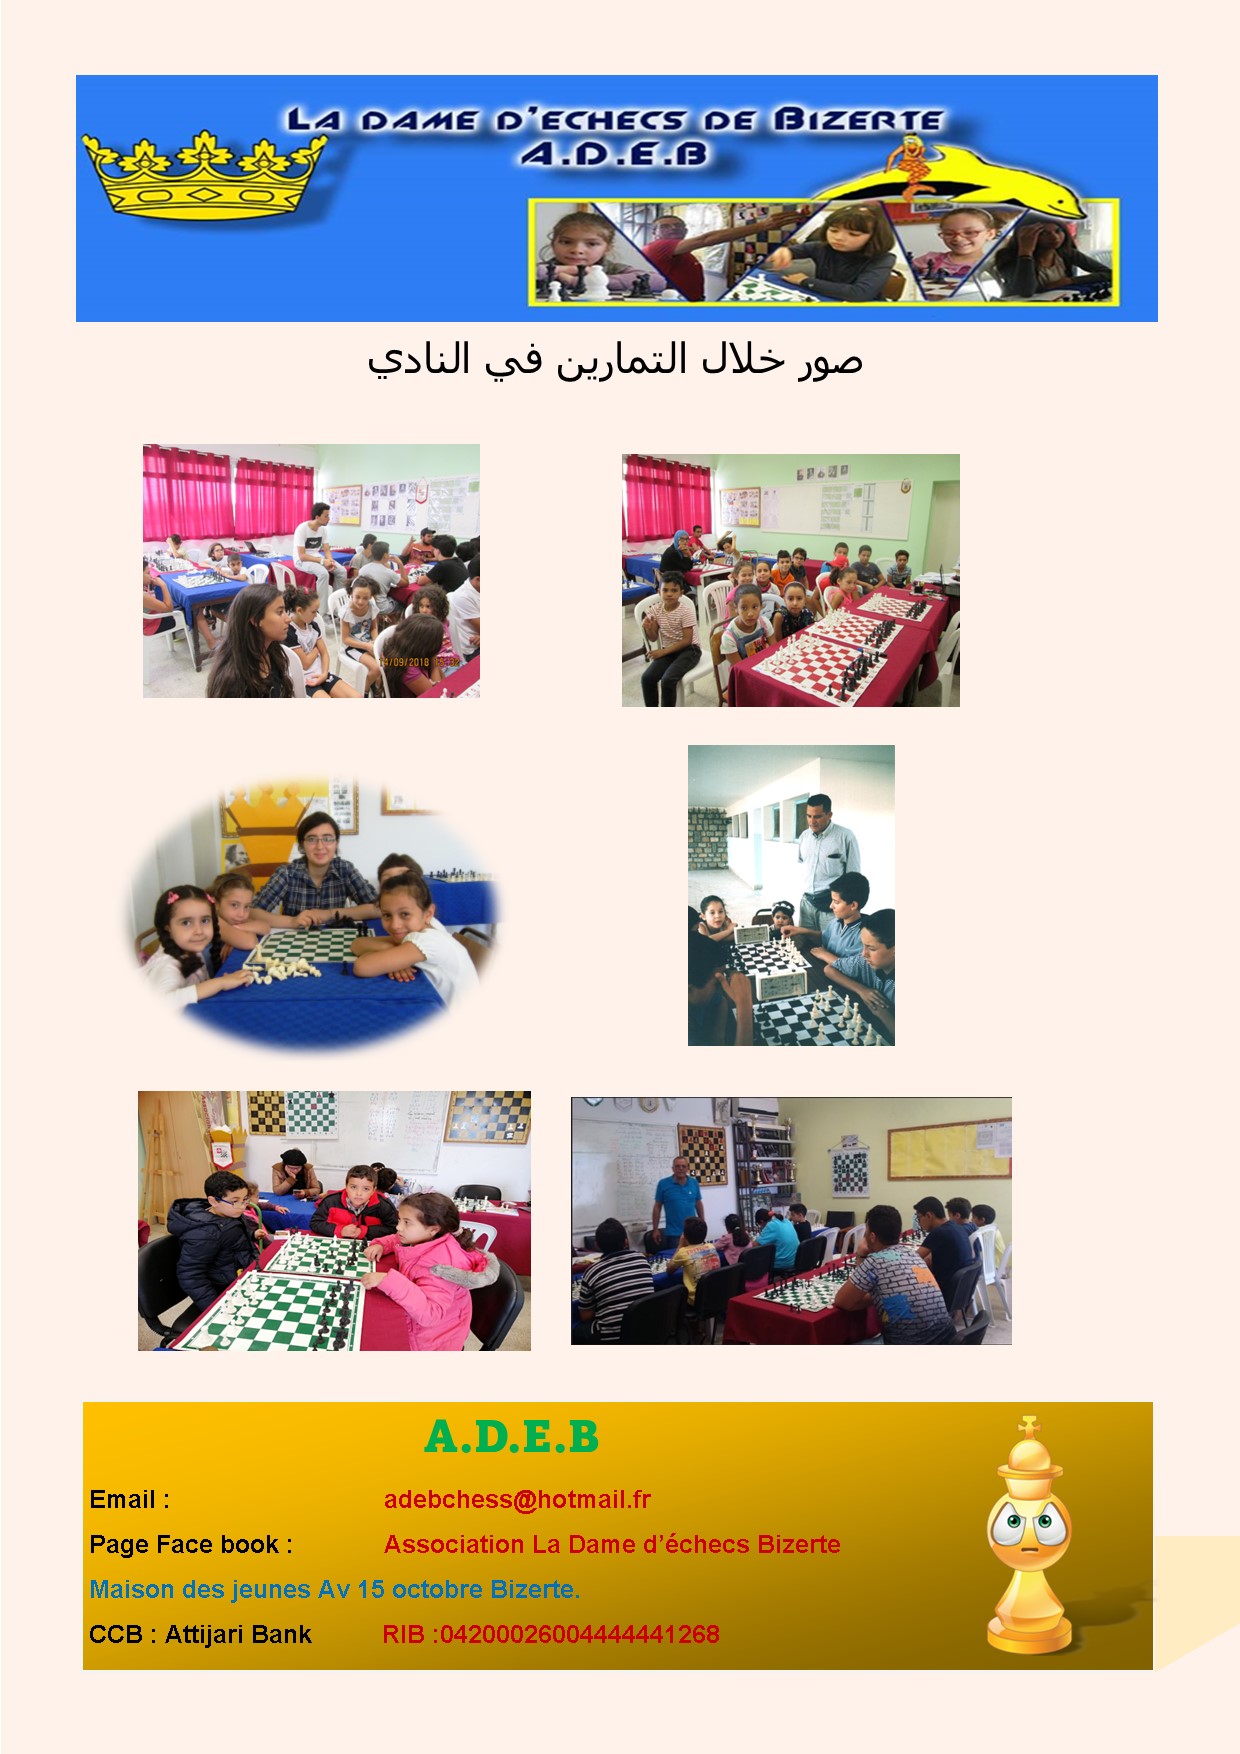 LA DAME D'ECHECS DE BIZERTE
A.D.E.B
صور خلال التمارين في النادي
14/09/2018
A.D.E.B
Email : adebchess@hotmail.fr
Page Face book : Association La Dame d'échecs Bizerte
Maison des jeunes Av 15 octobre Bizerte.
CCB : Attijari Bank RIB :04200026004444441268